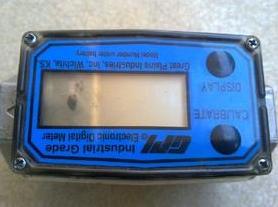 GPI
Industrial Grade
Electronic Digital Meter
CALIBRATE
DISPLAY
Great Plains Industries, Inc. Wichita, KS.
Model Number under battery